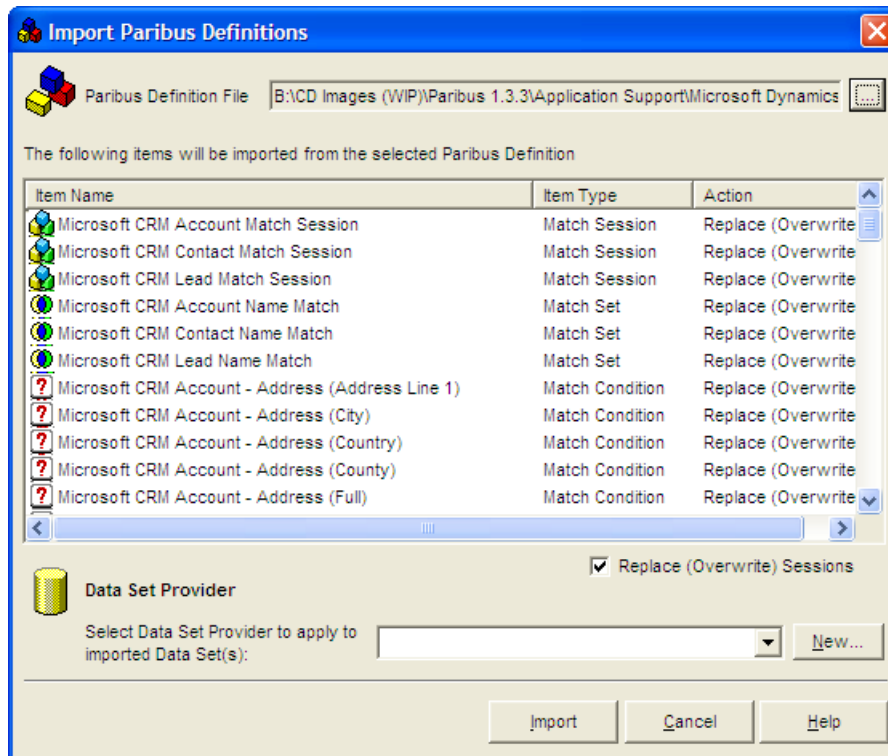 Import Paribus Definitions
Paribus Definition File B:\CD Images (WIP)\Paribus 1.3.3\Application Support\Microsoft Dynamics ...
The following items will be imported from the selected Paribus Definition
Item Name Item Type Action
Microsoft CRM Account Match Session Match Session Replace (Overwrite
Microsoft CRM Contact Match Session Match Session Replace (Overwrite
Microsoft CRM Lead Match Session Match Session Replace (Overwrite
Microsoft CRM Account Name Match Match Set Replace (Overwrite
Microsoft CRM Contact Name Match Match Set Replace (Overwrite
Microsoft CRM Lead Name Match Match Set Replace (Overwrite
? Microsoft CRM Account - Address (Address Line 1) Match Condition Replace (Overwrite
? Microsoft CRM Account - Address (City) Match Condition Replace (Overwrite
? Microsoft CRM Account - Address (Country) Match Condition Replace (Overwrite
? Microsoft CRM Account - Address (County) Match Condition Replace (Overwrite
? Microsoft CRM Account - Address (Full) Match Condition Replace (Overwrite
Replace (Overwrite) Sessions
Data Set Provider
Select Data Set Provider to apply to
imported Data Set(s):
New...
Import Cancel Help